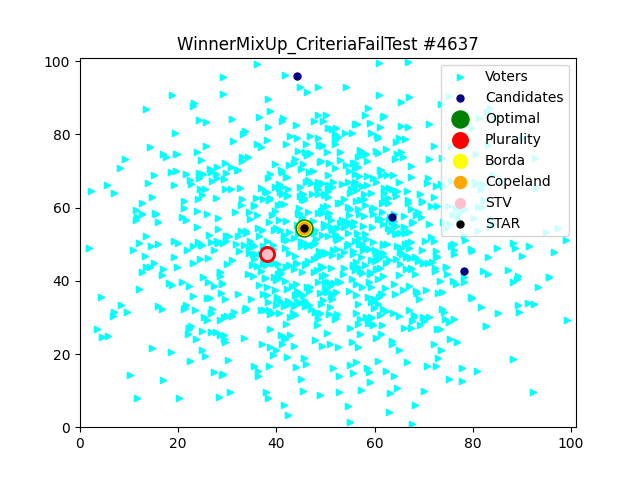 WinnerMixUp_CriteriaFailTest #4637
100
80
60
40
20
0
0
20
40
60
80
100
Voters
Candidates
Optimal
Plurality
Borda
Copeland
STV
STAR